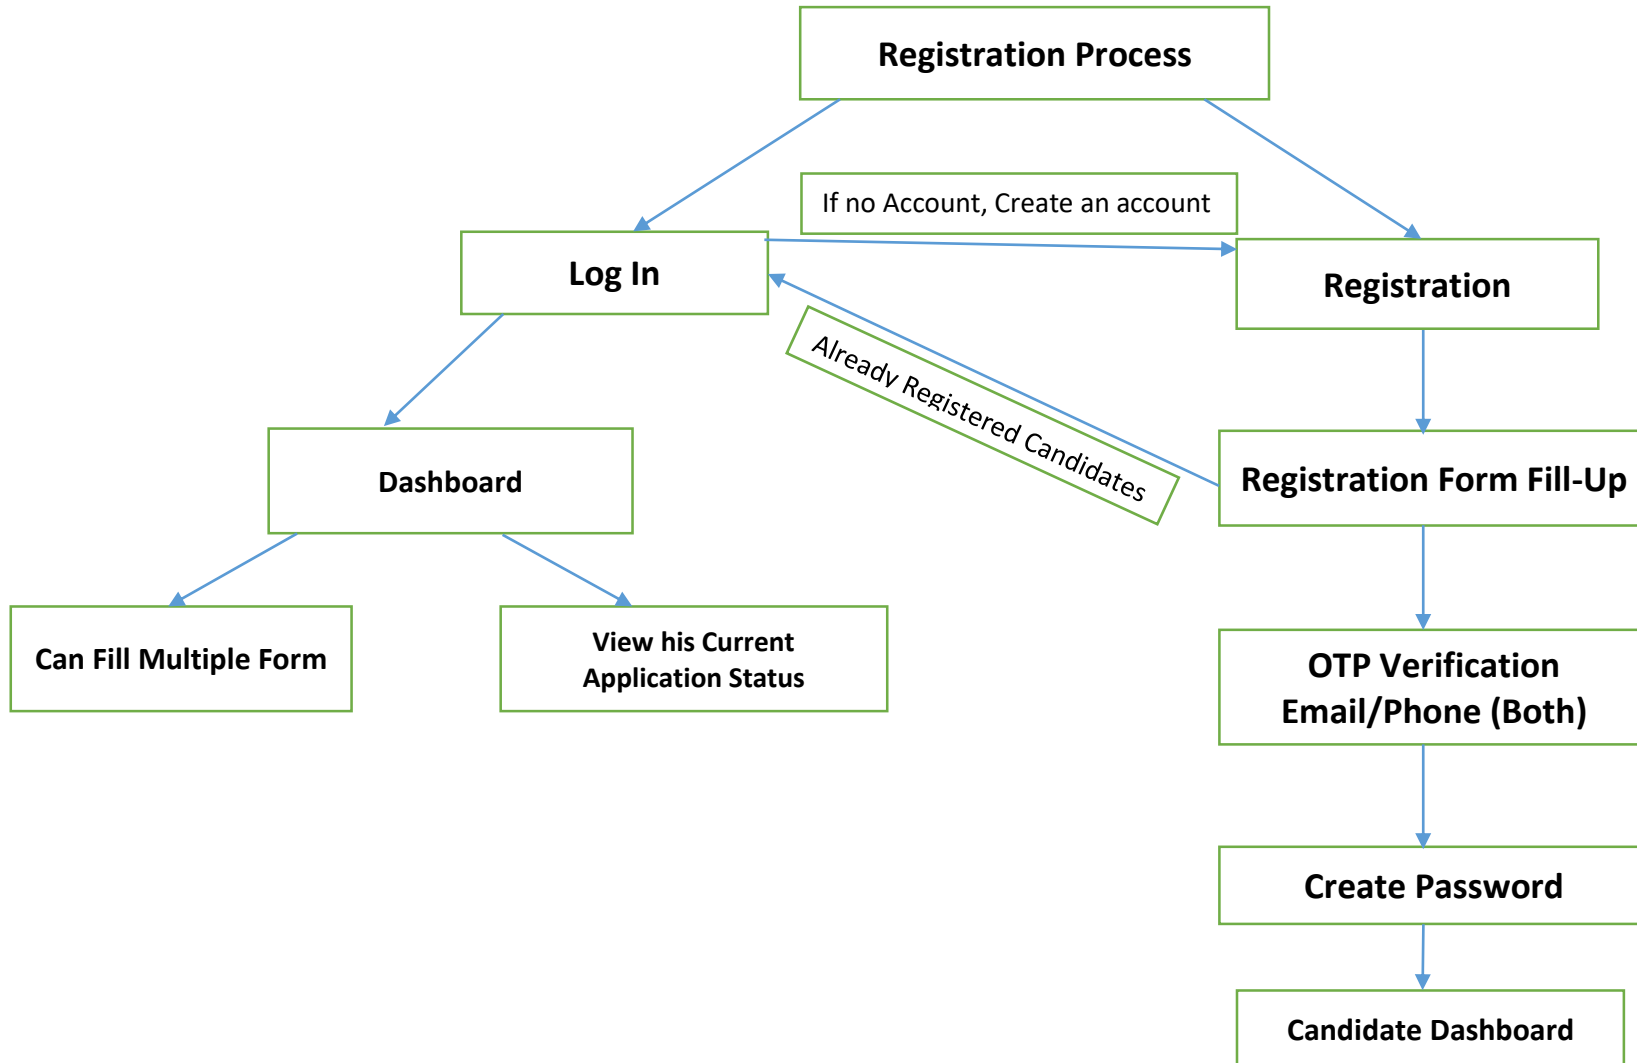 Registration Process
If no Account, Create an account
Log In
Registration
Already Registered Candidates
Dashboard
Registration Form Fill-Up
Can Fill Multiple Form
View his Current
Application Status
OTP Verification
Email/Phone (Both)
Create Password
Candidate Dashboard